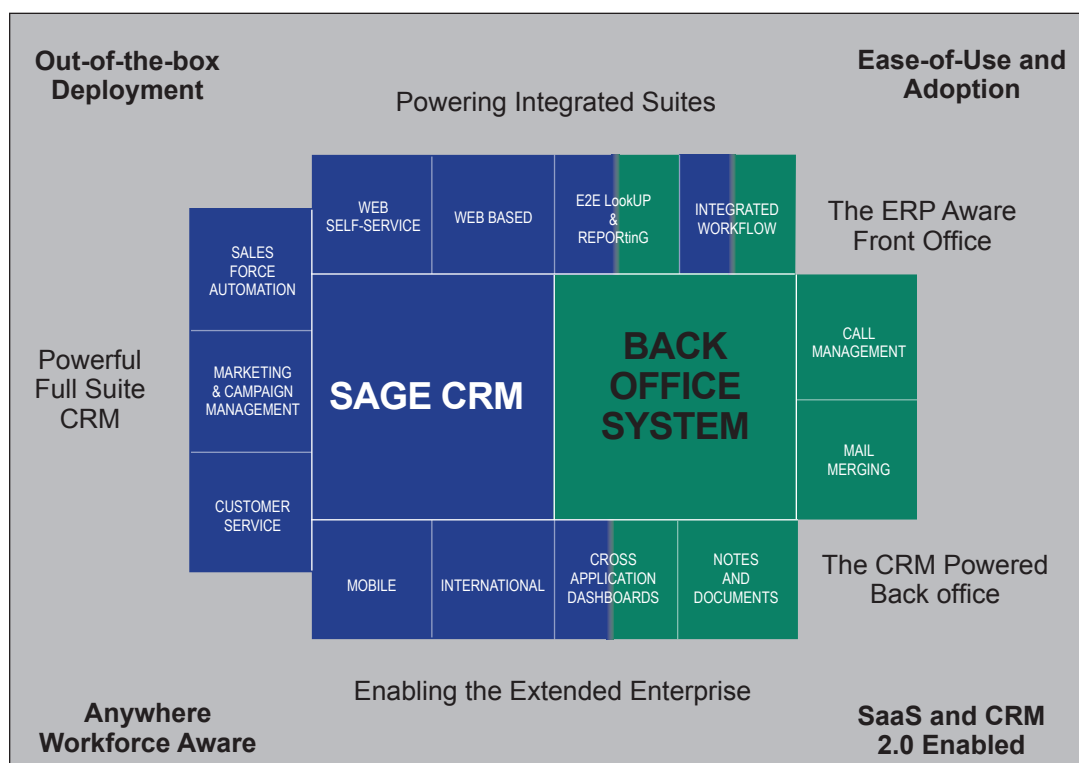 Out-of-the-box
Deployment
Ease-of-Use and
Adoption
Powering Integrated Suites
WEB
SELF-SERVICE
WEB BASED
E2E LookUP
&
REPORtinG
INTEGRATED
WORKFLOW
The ERP Aware
Front Office
SALES
FORCE
AUTOMATION
MARKETING
& CAMPAIGN
MANAGEMENT
CUSTOMER
SERVICE
Powerful
Full Suite
CRM
SAGE CRM
BACK
OFFICE
SYSTEM
CALL
MANAGEMENT
MAIL
MERGING
MOBILE
INTERNATIONAL
CROSS
APPLICATION
DASHBOARDS
NOTES
AND
DOCUMENTS
The CRM Powered
Back office
Enabling the Extended Enterprise
Anywhere
Workforce Aware
SaaS and CRM
2.0 Enabled